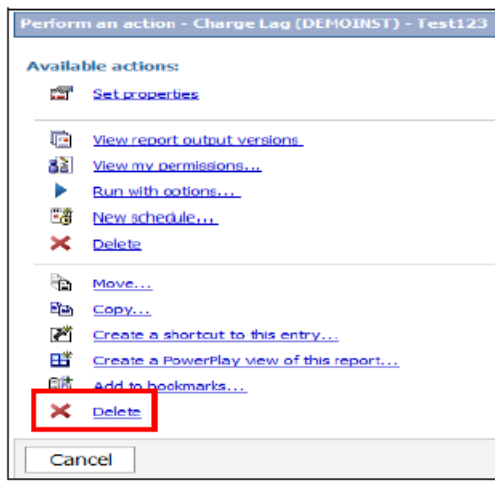 Perform an action - Charge Lag (DEMOINST) - Test123
Available actions:
Set properties
View report output versions
View my permissions...
Run with options...
New schedule...
Delete
Move...
Copy...
Create a shortcut to this entry...
Create a PowerPlay view of this report...
Add to bookmarks...
Delete
Cancel